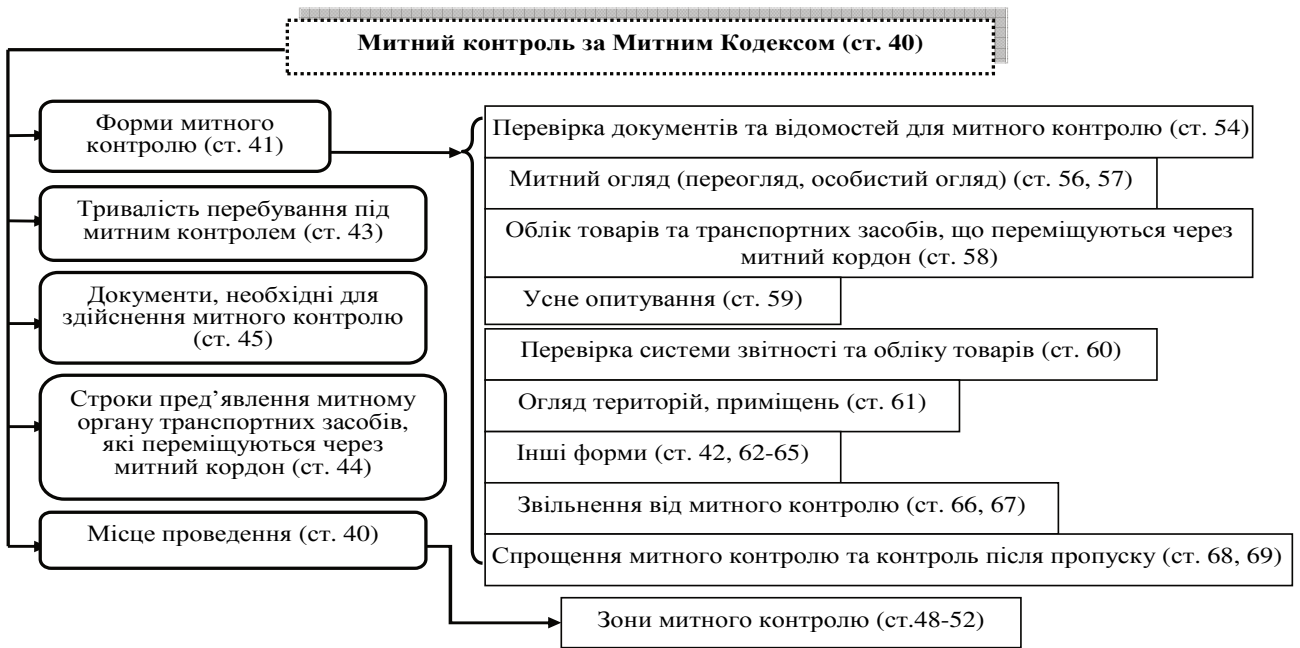 Митний контроль за Митним Кодексом (ст. 40)
Форми митного
контролю (ст. 41)
Тривалість перебування під
митним контролем (ст. 43)
Документи, необхідні для
здійснення митного контролю
(ст. 45)
Строки пред’явлення митному
органу транспортних засобів,
які переміщуються через
митний кордон (ст. 44)
Місце проведення (ст. 40)
Перевірка документів та відомостей для митного контролю (ст. 54)
Митний огляд (переогляд, особистий огляд) (ст. 56, 57)
Облік товарів та транспортних засобів, що переміщуються через
митний кордон (ст. 58)
Усне опитування (ст. 59)
Перевірка системи звітності та обліку товарів (ст. 60)
Огляд територій, приміщень (ст. 61)
Інші форми (ст. 42, 62-65)
Звільнення від митного контролю (ст. 66, 67)
Спрощення митного контролю та контроль після пропуску (ст. 68, 69)
Зони митного контролю (ст.48-52)